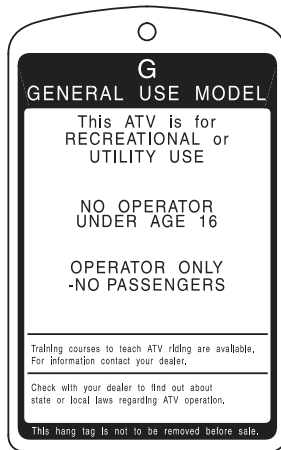 G
GENERAL USE MODEL
This ATV is for
RECREATIONAL or
UTILITY USE
NO OPERATOR
UNDER AGE 16
OPERATOR ONLY
-NO PASSENGERS
Training courses to teach ATV riding are available.
For information contact your dealer.
Check with your dealer to find out about
state or local laws regarding ATV operation.
This hang tag is not to be removed before sale.